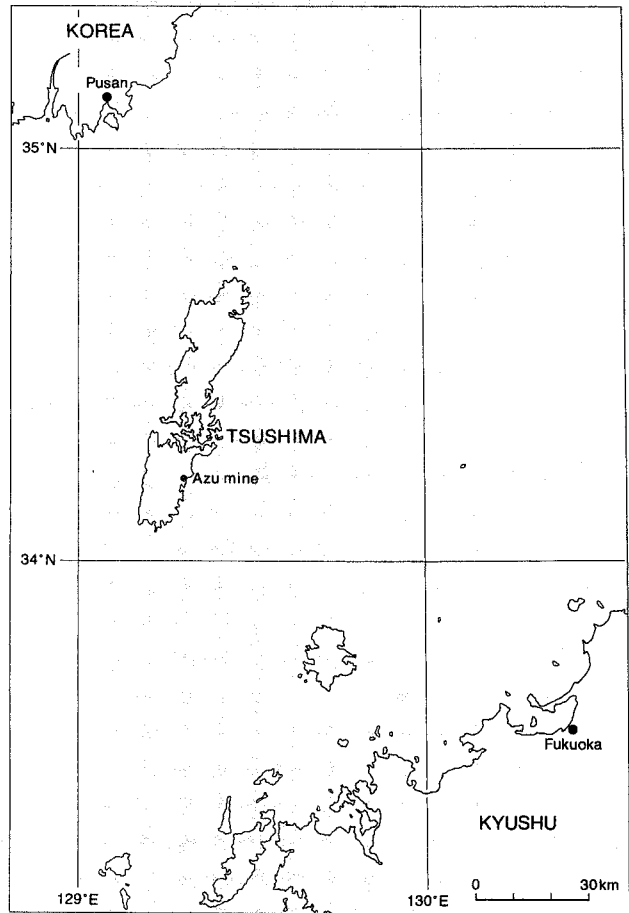 KOREA
Pusan
35°N
TSUSHIMA
Azu mine
34°N
Fukuoka
KYUSHU
0 30km
129°E
130°E